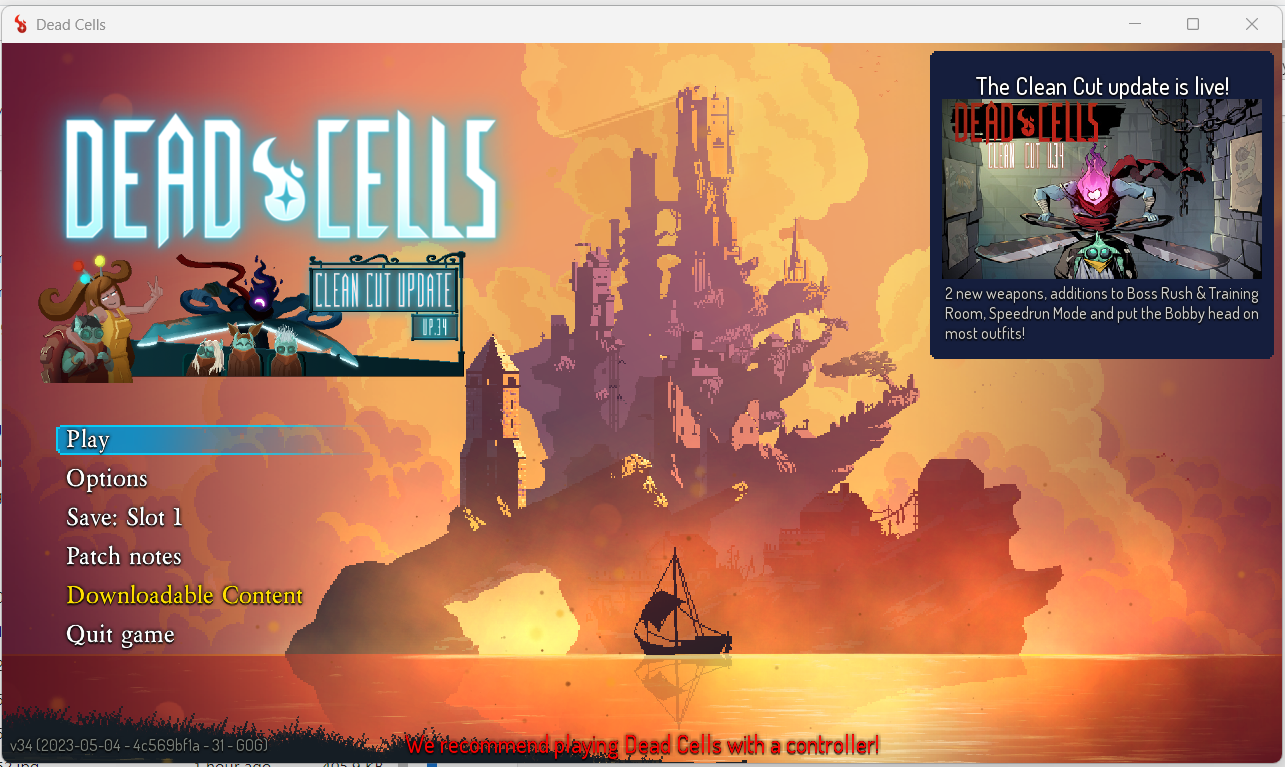 Dead Cells
The Clean Cut update is live!
DEAD CELLS
CLEAN CUT U.34
2 new weapons, additions to Boss Rush & Training
Room, Speedrun Mode and put the Bobby head on
most outfits!
DEAD CELLS
CLEAN CUT UPDATE
UP.34
Play
Options
Save: Slot 1
Patch notes
Downloadable Content
Quit game
v34 (2023-05-04 - 4c569bf1a - 31 - 606)
We recommend playing Dead Cells with a controller!
1 hour ago